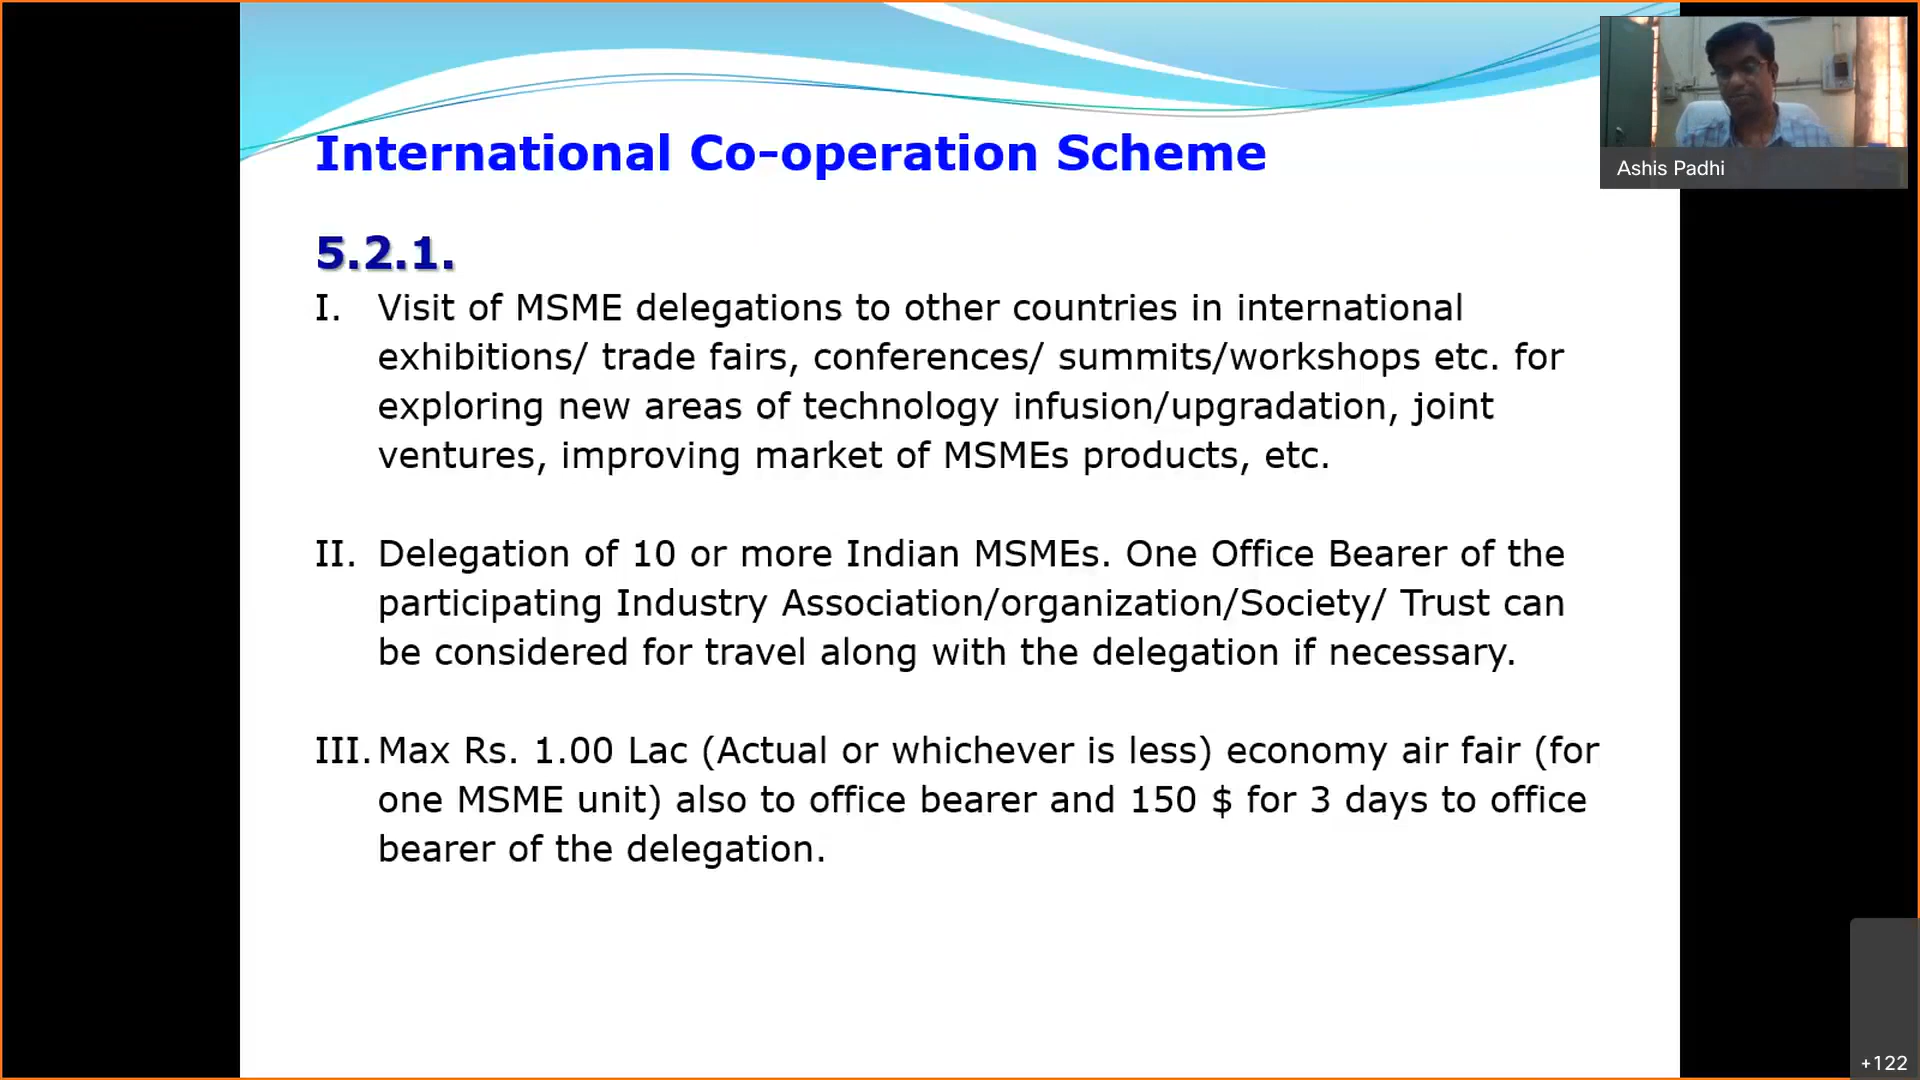 International Co-operation Scheme
Ashis Padhi
5.2.1.
I. Visit of MSME delegations to other countries in international
exhibitions/ trade fairs, conferences/ summits/workshops etc. for
exploring new areas of technology infusion/upgradation, joint
ventures, improving market of MSMEs products, etc.
II. Delegation of 10 or more Indian MSMEs. One Office Bearer of the
participating Industry Association/organization/Society/ Trust can
be considered for travel along with the delegation if necessary.
III. Max Rs. 1.00 Lac (Actual or whichever is less) economy air fair (for
one MSME unit) also to office bearer and 150 $ for 3 days to office
bearer of the delegation.
+122